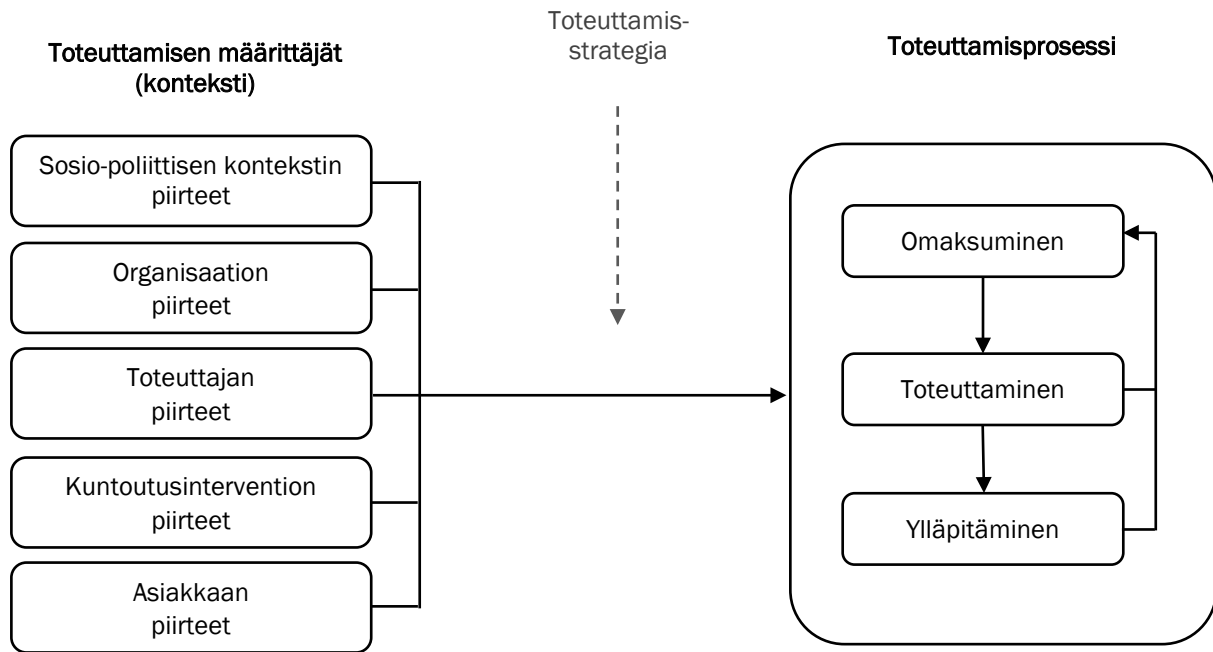 Toteuttamisen määrittäjät
(konteksti)
Toteuttamis-
strategia
Toteuttamisprosessi
Sosio-poliittisen kontekstin
piirteet
Organisaation
piirteet
Toteuttajan
piirteet
Kuntoutusintervention
piirteet
Asiakkaan
piirteet
Omaksuminen
Toteuttaminen
Ylläpitäminen